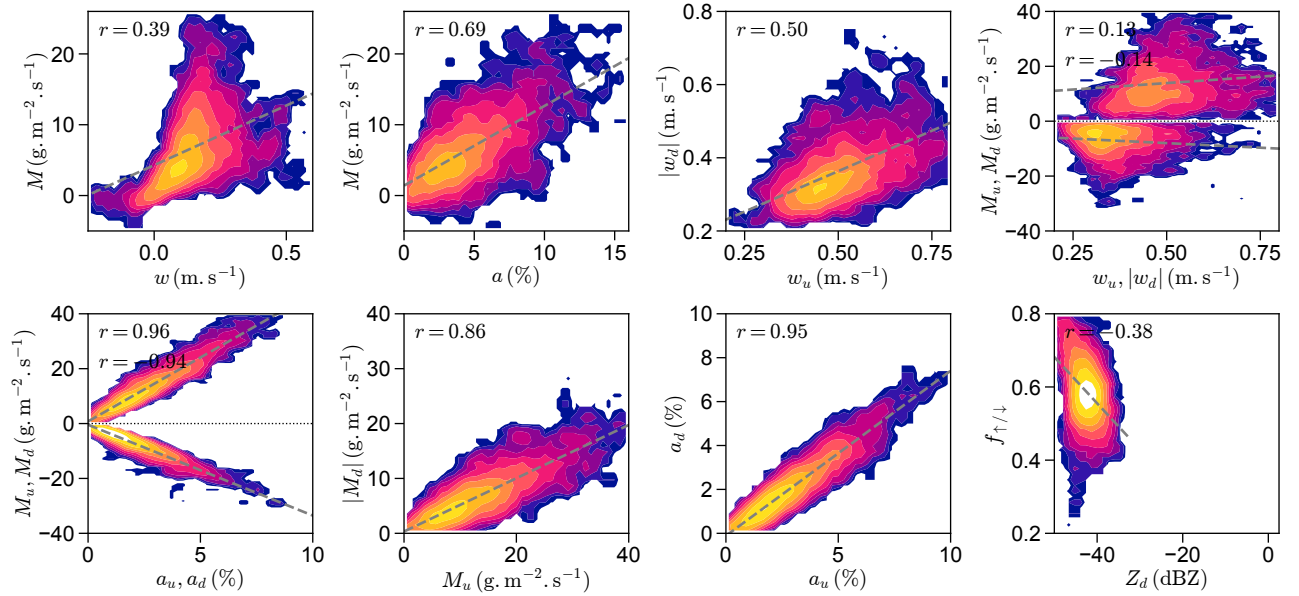 r = 0.39
M (g. m⁻². s⁻¹)
20
10
0
0.0
0.5
w (m. s⁻¹)
r = 0.69
M (g. m⁻². s⁻¹)
20
10
0
0
5
10
15
a (%)
r = 0.50
|w_d| (m. s⁻¹)
0.8
0.6
0.4
0.2
0.25
0.50
0.75
w_u (m. s⁻¹)
r = 0.13
r = −0.14
M_u, M_d (g. m⁻². s⁻¹)
40
20
0
−20
−40
0.25
0.50
0.75
w_u, |w_d| (m. s⁻¹)
r = 0.96
r = −0.94
M_u, M_d (g. m⁻². s⁻¹)
40
20
0
−20
−40
0
5
10
a_u, a_d (%)
r = 0.86
|M_d| (g. m⁻². s⁻¹)
40
30
20
10
0
0
20
40
M_u (g. m⁻². s⁻¹)
r = 0.95
a_d (%)
10
8
6
4
2
0
0
5
10
a_u (%)
r = −0.38
f_↑/↓
0.8
0.6
0.4
0.2
−40
−20
0
Z_d (dBZ)